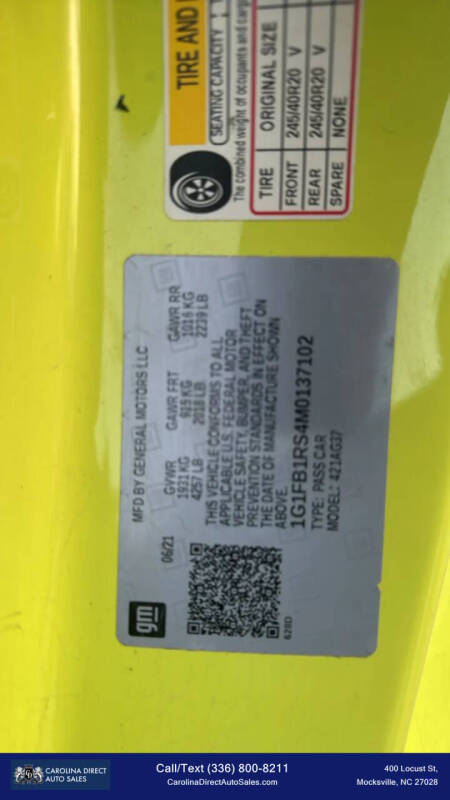 TIRE AND
SEATING CAPACITY
The combined weight of occupants and cargo
TIRE ORIGINAL SIZE
FRONT 245/40R20 V
REAR 245/40R20 V
SPARE NONE
gm
MFD BY GENERAL MOTORS LLC
06/21
GVWR GAWR FRT GAWR RR
1931 KG 915 KG 1016 KG
4257 LB 2018 LB 2239 LB
THIS VEHICLE CONFORMS TO ALL
APPLICABLE U.S. FEDERAL MOTOR
VEHICLE SAFETY, BUMPER, AND THEFT
PREVENTION STANDARDS IN EFFECT ON
THE DATE OF MANUFACTURE SHOWN
ABOVE.
1G1FB1RS4M0137102
TYPE: PASS CAR
MODEL: 421AG37
628D
CAROLINA DIRECT
AUTO SALES
Call/Text (336) 800-8211
CarolinaDirectAutoSales.com
400 Locust St,
Mocksville, NC 27028